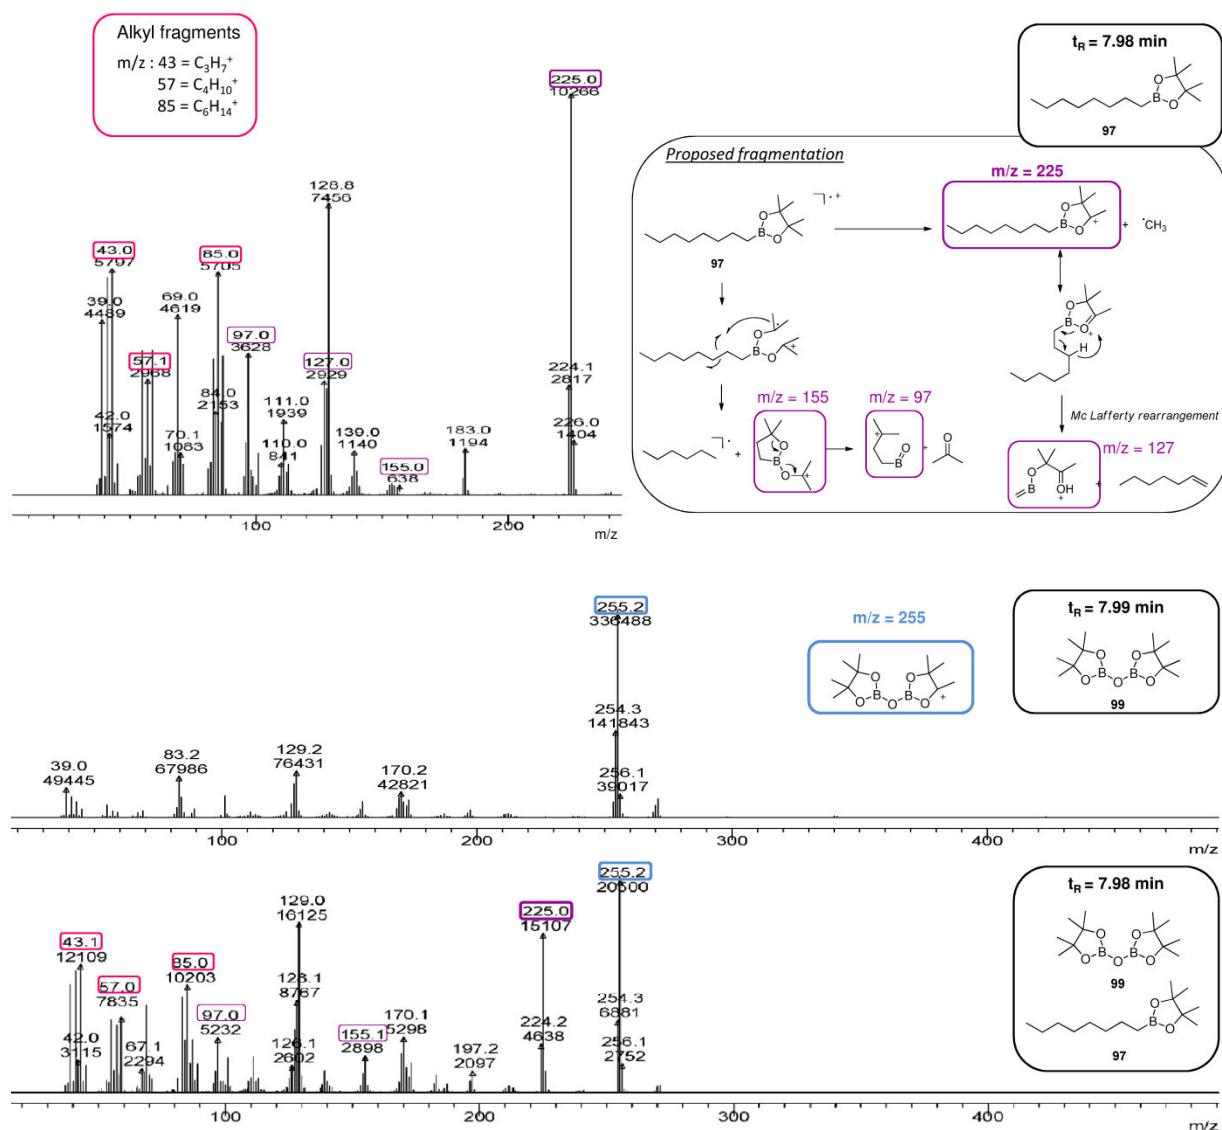 Alkyl fragments
m/z : 43 = C3H7+
57 = C4H10+
85 = C6H14+
225.0
10266
128.8
7456
43.0
5797
85.0
5705
39.0
4489
69.0
4619
97.0
3628
57.1
2968
127.0
2929
224.1
2817
84.0
2153
111.0
1939
42.0
1574
70.1
1083
110.0
841
139.0
1140
183.0
1194
226.0
1404
155.0
638
100
200
m/z
tR = 7.98 min
B
O
O
97
Proposed fragmentation
m/z = 225
B
O
O
·+
97
B
O
O
+
+
·CH3
B
O
O
+
B
O
O
+
H
Mc Lafferty rearrangement
m/z = 155
m/z = 97
m/z = 127
·
+
O
B
O
+
+
B
O
+
O
O
B
OH
+
+
255.2
336488
254.3
141843
256.1
39017
39.0
49445
83.2
67986
129.2
76431
170.2
42821
100
200
300
400
m/z
m/z = 255
O
O
B
O
B
O
O
+
tR = 7.99 min
O
O
B
O
B
O
O
99
255.2
20500
129.0
16125
225.0
15107
43.1
12109
85.0
10203
57.0
7835
128.1
8767
97.0
5232
42.0
3115
67.1
2294
126.1
2602
155.1
2898
170.1
5298
197.2
2097
224.2
4638
254.3
6881
256.1
2752
100
200
300
400
m/z
tR = 7.98 min
O
O
B
O
B
O
O
99
B
O
O
97